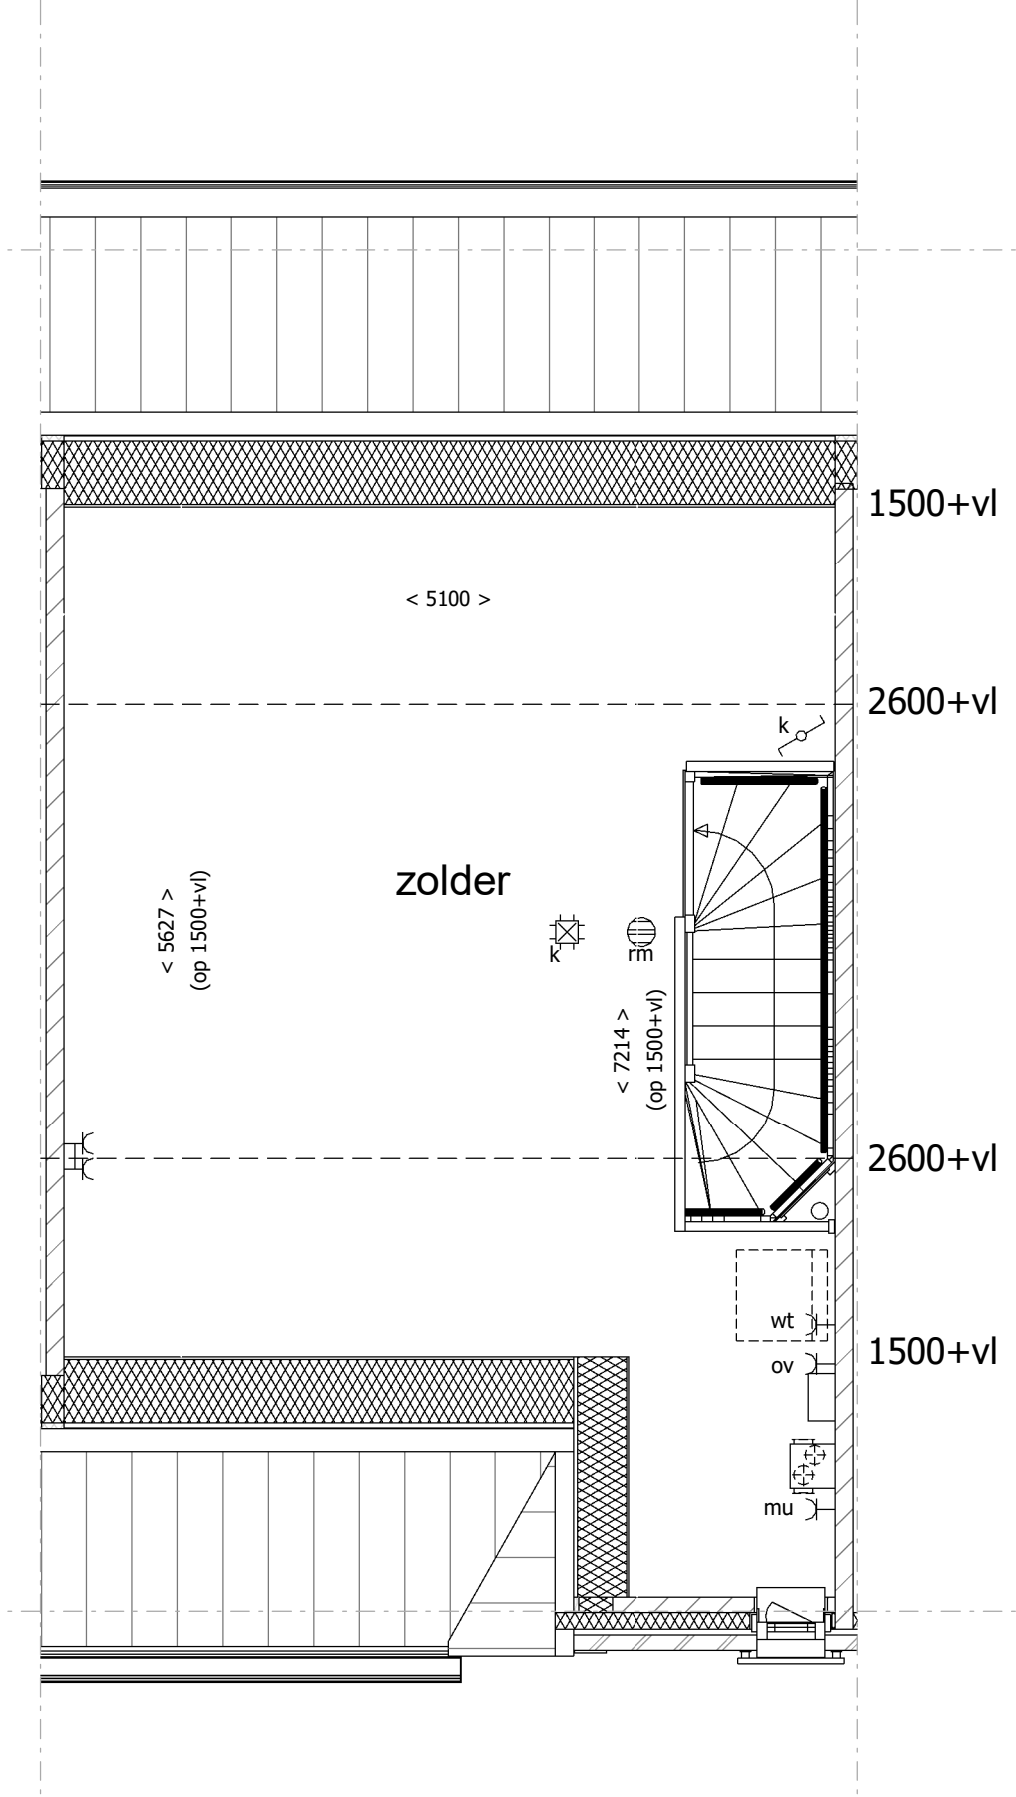 1500+vl
< 5100 >
2600+vl
k
zolder
< 5627 >
(op 1500+vl)
k
rm
< 7214 >
(op 1500+vl)
2600+vl
wt
ov
1500+vl
mu